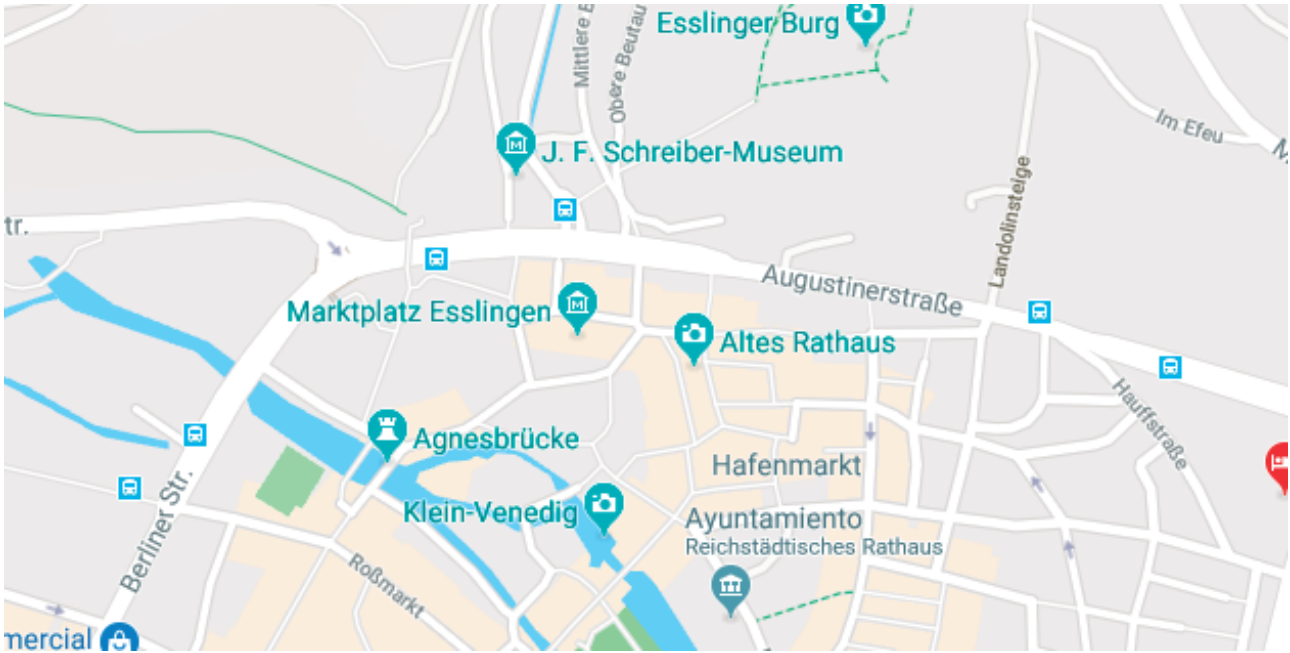 Esslinger Burg
Mittlere B
Obere Beutau
Im Efeu
J. F. Schreiber-Museum
Landolinsteige
tr.
Augustinerstraße
Marktplatz Esslingen
Altes Rathaus
Hauffstraße
Agnesbrücke
Hafenmarkt
Klein-Venedig
Ayuntamiento
Reichstädtisches Rathaus
Berliner Str.
Roßmarkt
mercial